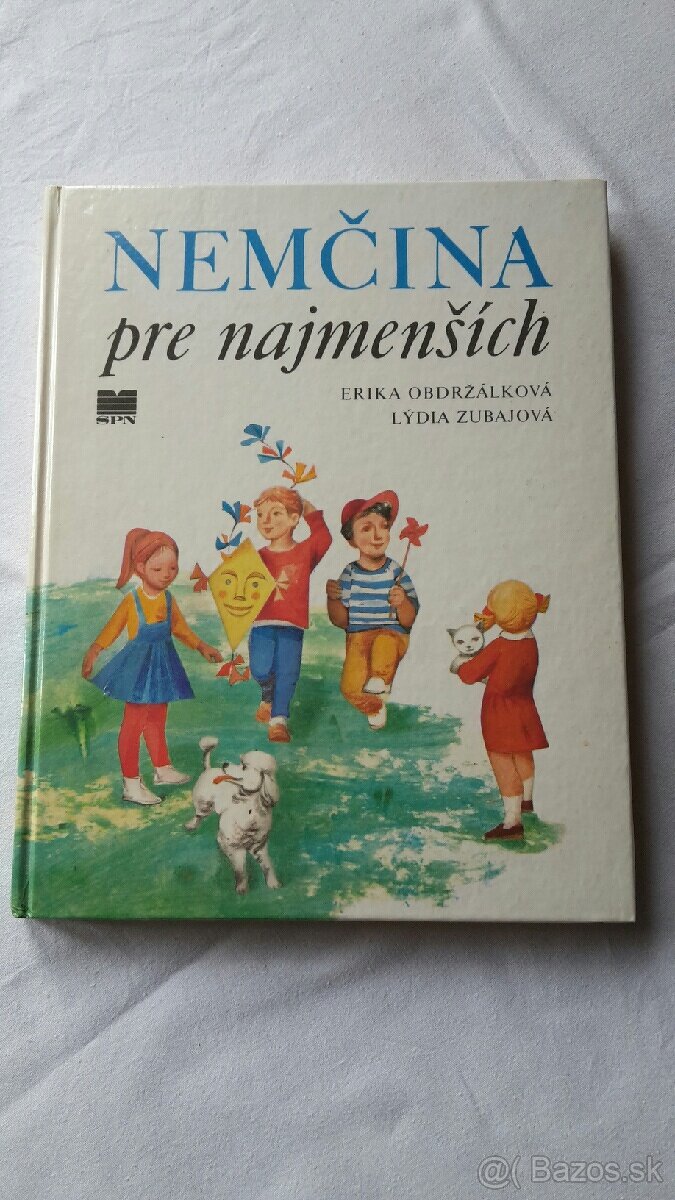 NEMČINA
pre najmenších
ERIKA OBDRŽÁLKOVÁ
LÝDIA ZUBAJOVÁ
SPN
@( Bazos.sk